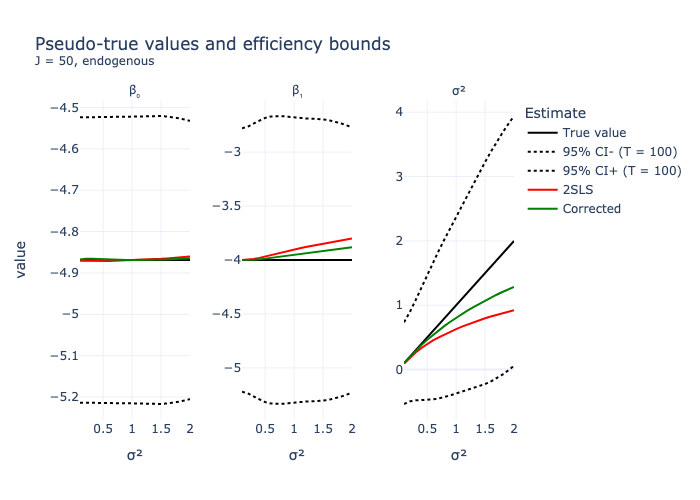 Pseudo-true values and efficiency bounds
J = 50, endogenous
β₀
β₁
σ²
Estimate
True value
95% CI- (T = 100)
95% CI+ (T = 100)
2SLS
Corrected
value
−4.5
−4.6
−4.7
−4.8
−4.9
−5
−5.1
−5.2
−3
−3.5
−4
−4.5
−5
4
3
2
1
0
0.5 1 1.5 2
0.5 1 1.5 2
0.5 1 1.5 2
σ²
σ²
σ²